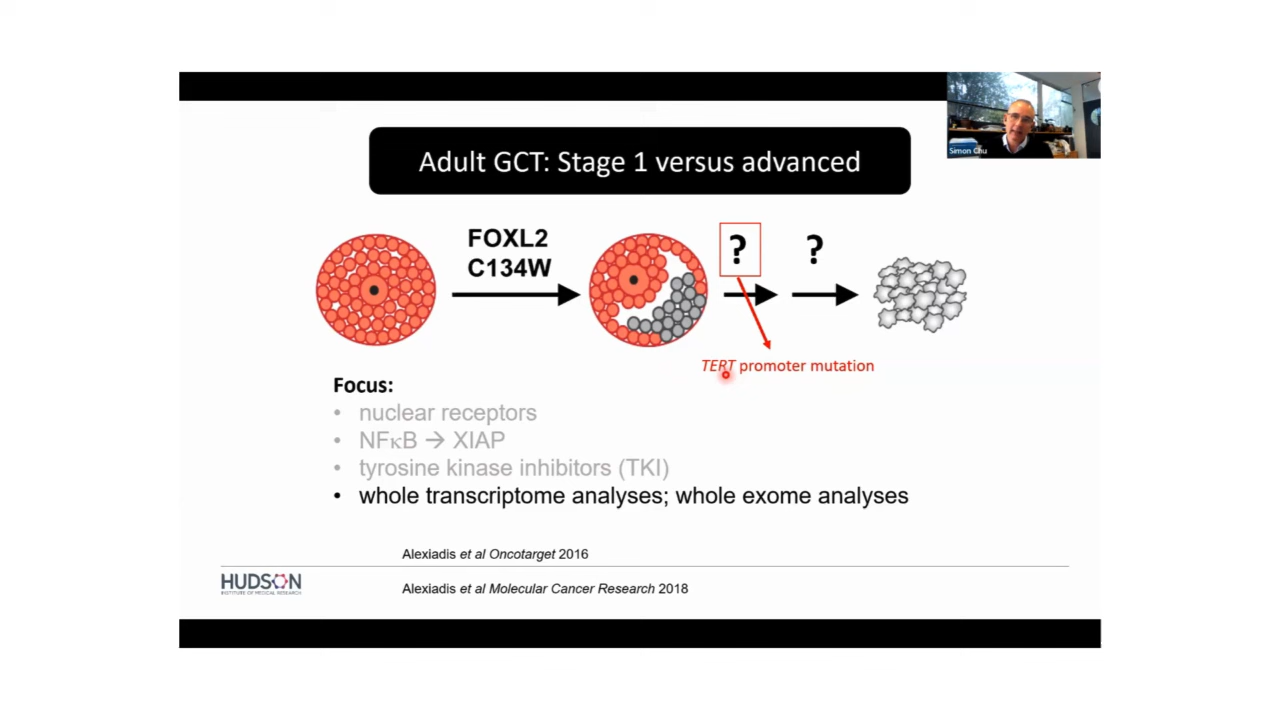 Simon Chu
Adult GCT: Stage 1 versus advanced
FOXL2
C134W
?
?
TERT promoter mutation
Focus:
• nuclear receptors
• NFκB → XIAP
• tyrosine kinase inhibitors (TKI)
• whole transcriptome analyses; whole exome analyses
Alexiadis et al Oncotarget 2016
HUDSON
INSTITUTE OF MEDICAL RESEARCH
Alexiadis et al Molecular Cancer Research 2018